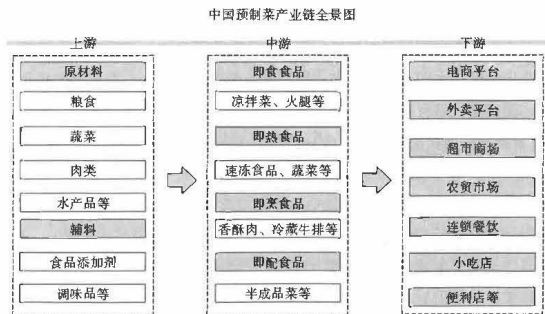 中国预制菜产业链全景图
上游
原材料
粮食
蔬菜
肉类
水产品等
辅料
食品添加剂
调味品等
中游
即食食品
凉拌菜、火腿等
即热食品
速冻食品、蔬菜等
即烹食品
香酥肉、冷藏牛排等
即配食品
半成品菜等
下游
电商平台
外卖平台
超市商场
农贸市场
连锁餐饮
小吃店
便利店等